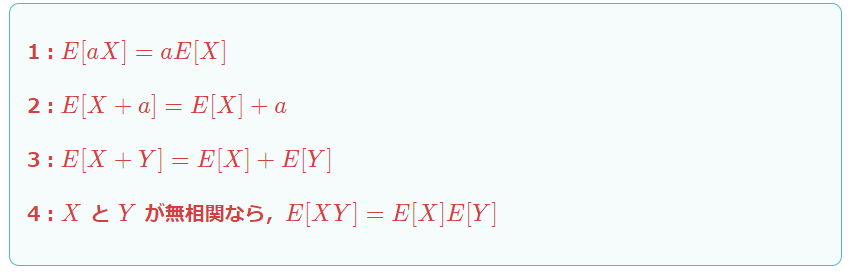 1：E[aX] = aE[X]
2：E[X + a] = E[X] + a
3：E[X + Y] = E[X] + E[Y]
4：X と Y が無相関なら，E[XY] = E[X]E[Y]